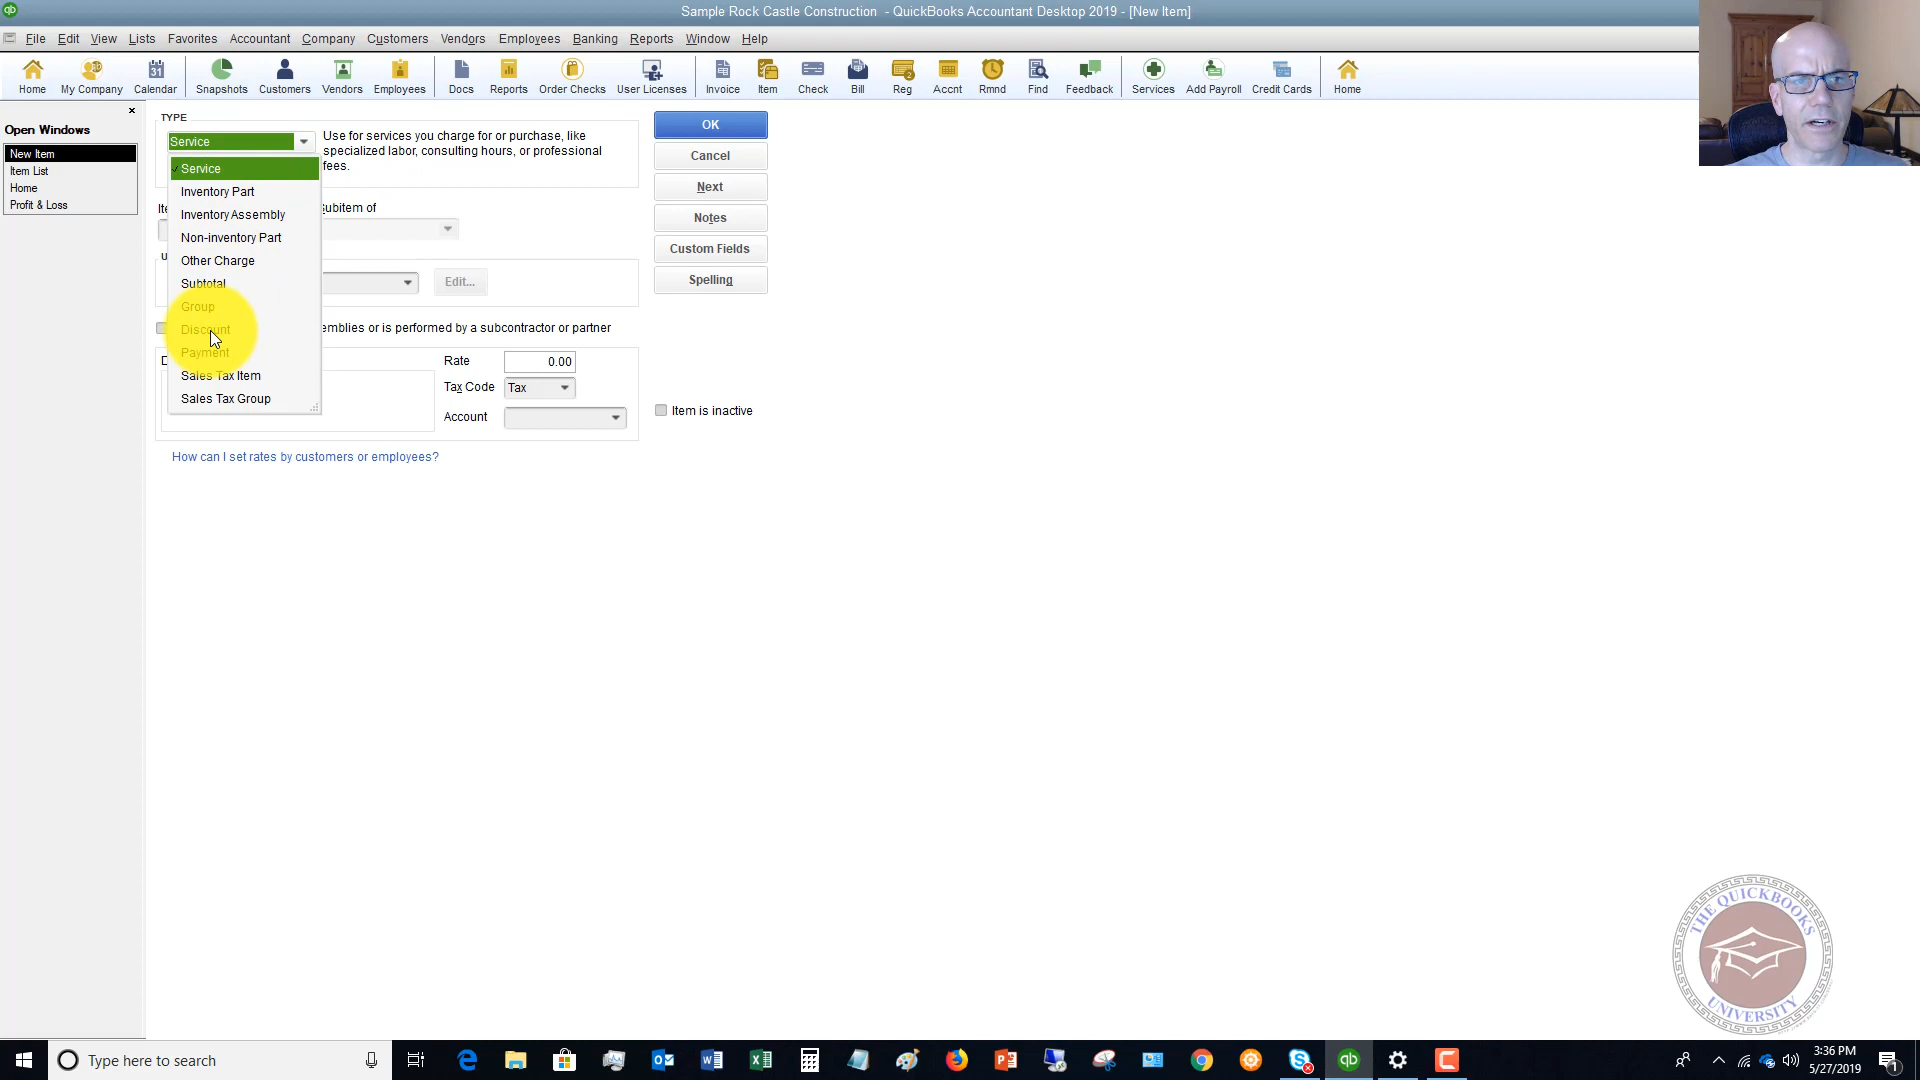 Sample Rock Castle Construction - QuickBooks Accountant Desktop 2019 - [New Item]
File Edit View Lists Favorites Accountant Company Customers Vendors Employees Banking Reports Window Help
Home My Company Calendar Snapshots Customers Vendors Employees Docs Reports Order Checks User Licenses Invoice Item Check Bill Reg Accnt Rmnd Find Feedback Services Add Payroll Credit Cards Home
Open Windows
New Item
Item List
Home
Profit & Loss
TYPE
Service
Use for services you charge for or purchase, like
specialized labor, consulting hours, or professional
fees.
Service
Inventory Part
Inventory Assembly
Non-inventory Part
Other Charge
Subtotal
Group
Discount
Payment
Sales Tax Item
Sales Tax Group
Subitem of
Edit...
emblies or is performed by a subcontractor or partner
Rate 0.00
Tax Code Tax
Account
How can I set rates by customers or employees?
OK
Cancel
Next
Notes
Custom Fields
Spelling
Item is inactive
THE QUICKBOOKS
UNIVERSITY
Type here to search
3:36 PM
5/27/2019